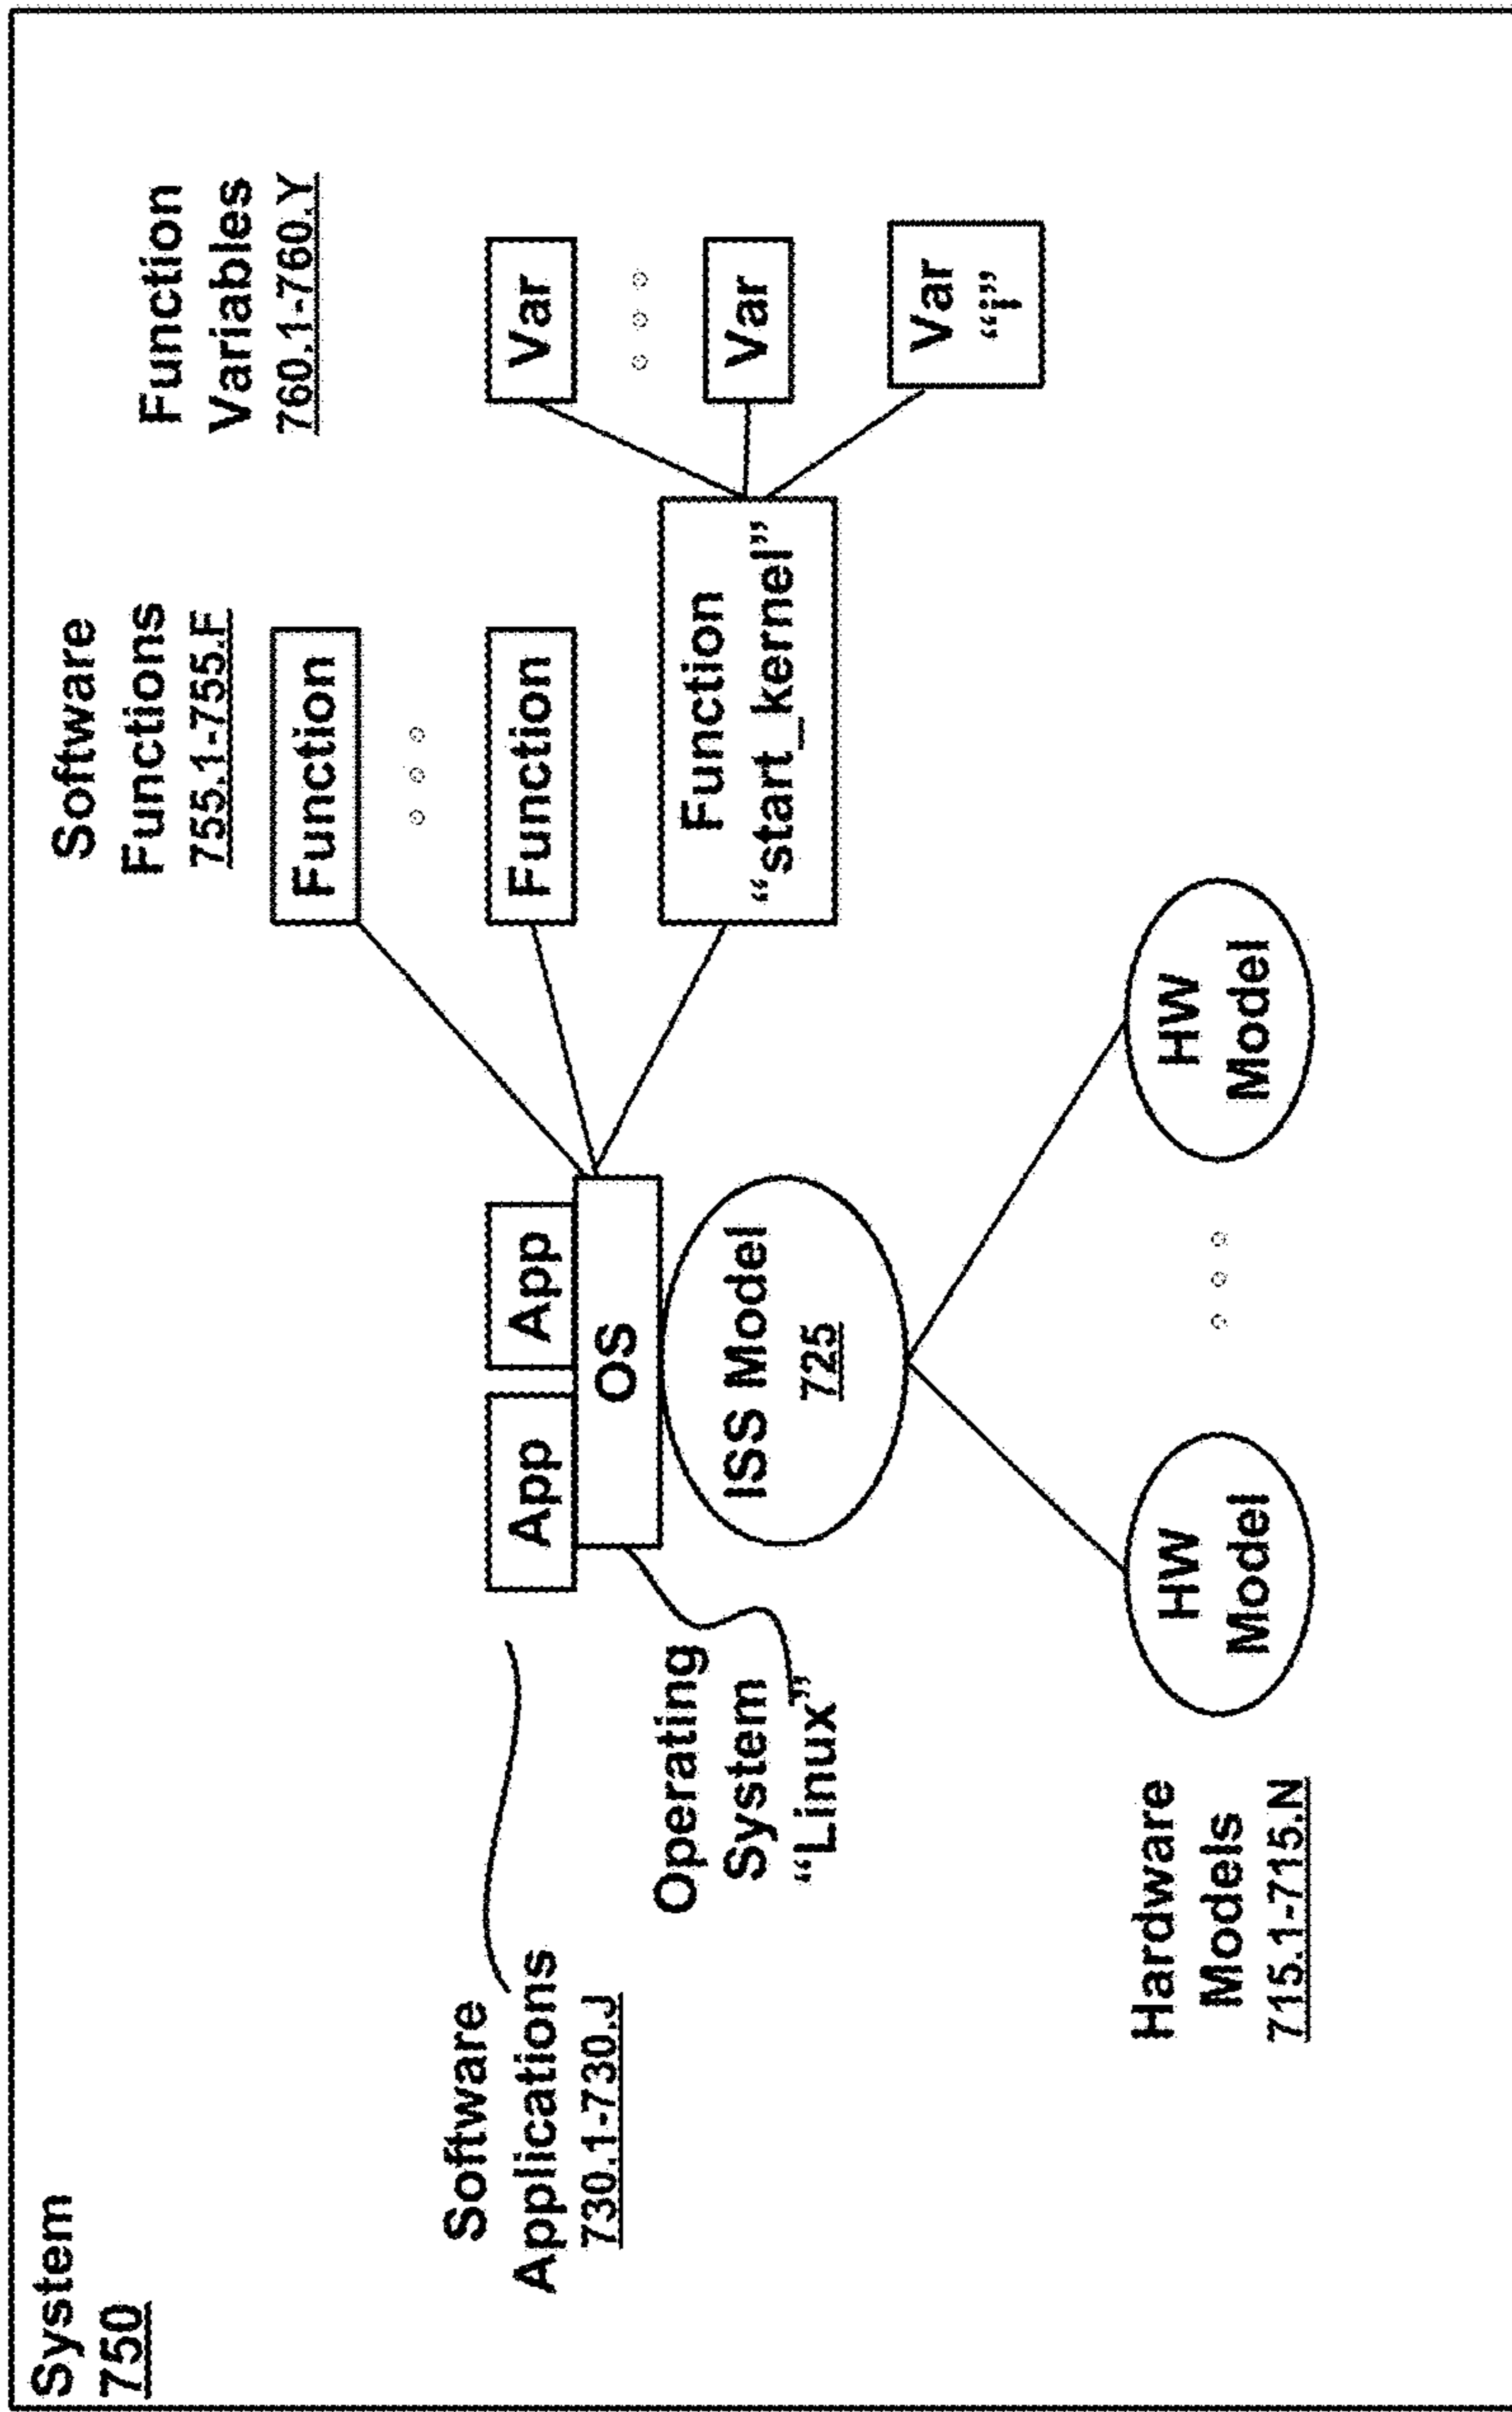 System
750
Software
Functions
755.1-755.F
Function
Variables
760.1-760.Y
Function
Function
Function
"start_kernel"
Var
Var
Var
"i"
Software
Applications
730.1-730.J
App
App
OS
Operating
System
"Linux"
ISS Model
725
Hardware
Models
715.1-715.N
HW
Model
HW
Model